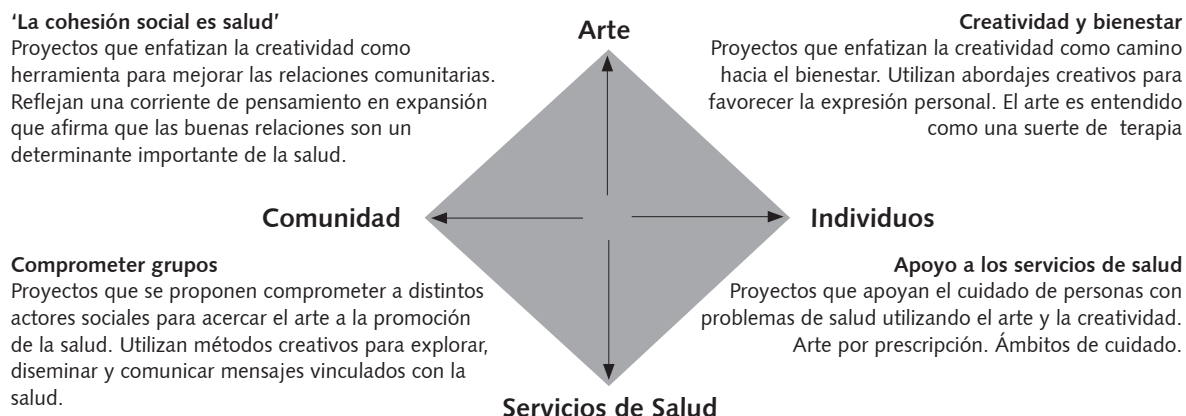 ‘La cohesión social es salud’
Proyectos que enfatizan la creatividad como
herramienta para mejorar las relaciones comunitarias.
Reflejan una corriente de pensamiento en expansión
que afirma que las buenas relaciones son un
determinante importante de la salud.
Arte
Creatividad y bienestar
Proyectos que enfatizan la creatividad como camino
hacia el bienestar. Utilizan abordajes creativos para
favorecer la expresión personal. El arte es entendido
como una suerte de terapia
Comunidad
Individuos
Comprometer grupos
Proyectos que se proponen comprometer a distintos
actores sociales para acercar el arte a la promoción
de la salud. Utilizan métodos creativos para explorar,
diseminar y comunicar mensajes vinculados con la
salud.
Apoyo a los servicios de salud
Proyectos que apoyan el cuidado de personas con
problemas de salud utilizando el arte y la creatividad.
Arte por prescripción. Ámbitos de cuidado.
Servicios de Salud